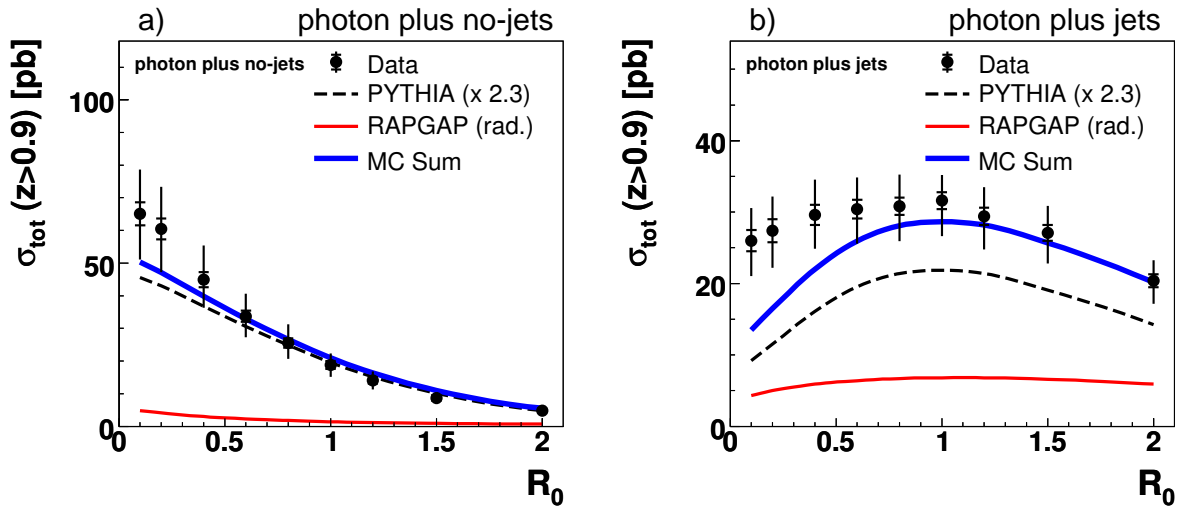 a) photon plus no-jets
σtot (z>0.9) [pb]
photon plus no-jets
Data
PYTHIA (x 2.3)
RAPGAP (rad.)
MC Sum
100
50
0
0 0.5 1 1.5 2
R0
b) photon plus jets
σtot (z>0.9) [pb]
photon plus jets
Data
PYTHIA (x 2.3)
RAPGAP (rad.)
MC Sum
40
20
0
0 0.5 1 1.5 2
R0